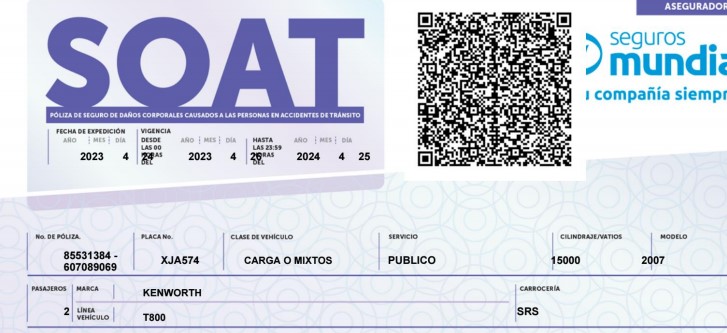 ASEGURADOR
SOAT
seguros
mundia
compañía siempr
PÓLIZA DE SEGURO DE DAÑOS CORPORALES CAUSADOS A LAS PERSONAS EN ACCIDENTES DE TRÁNSITO
FECHA DE EXPEDICIÓN VIGENCIA
AÑO MES DÍA DESDE LAS 00 HORAS DEL AÑO MES DÍA HASTA LAS 23:59 HORAS DEL AÑO MES DÍA
2023 4 24 2023 4 26 2024 4 25
No. DE PÓLIZA. PLACA No. CLASE DE VEHÍCULO SERVICIO CILINDRAJE/VATIOS MODELO
85531384 - 607089069 XJA574 CARGA O MIXTOS PUBLICO 15000 2007
PASAJEROS MARCA KENWORTH CARROCERÍA
2 LÍNEA VEHÍCULO T800 SRS